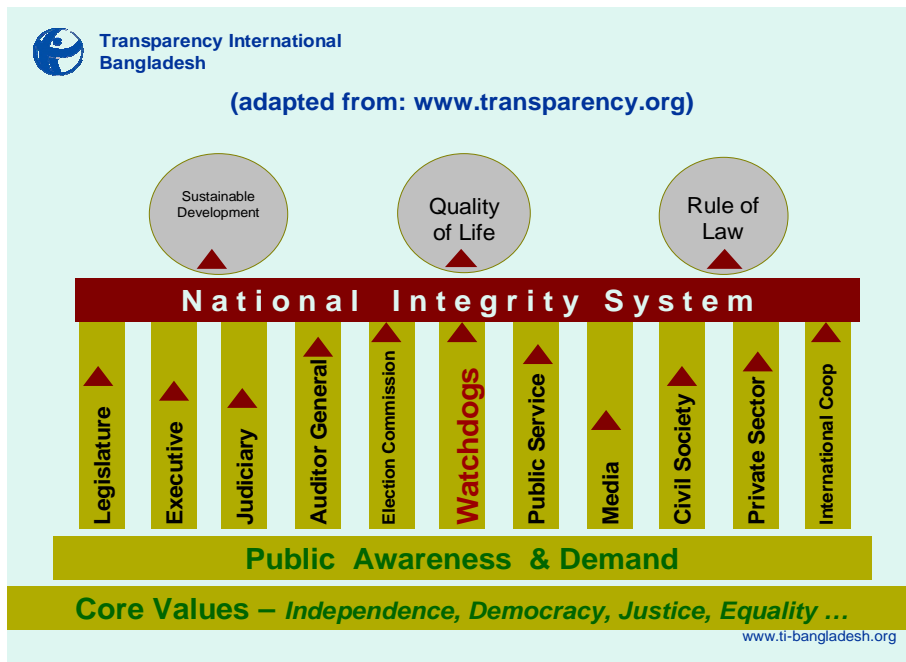 Transparency International
Bangladesh
(adapted from: www.transparency.org)
Sustainable
Development
Quality
of Life
Rule of
Law
National Integrity System
Legislature
Executive
Judiciary
Auditor General
Election Commission
Watchdogs
Public Service
Media
Civil Society
Private Sector
International Coop
Public Awareness & Demand
Core Values – Independence, Democracy, Justice, Equality …
www.ti-bangladesh.org